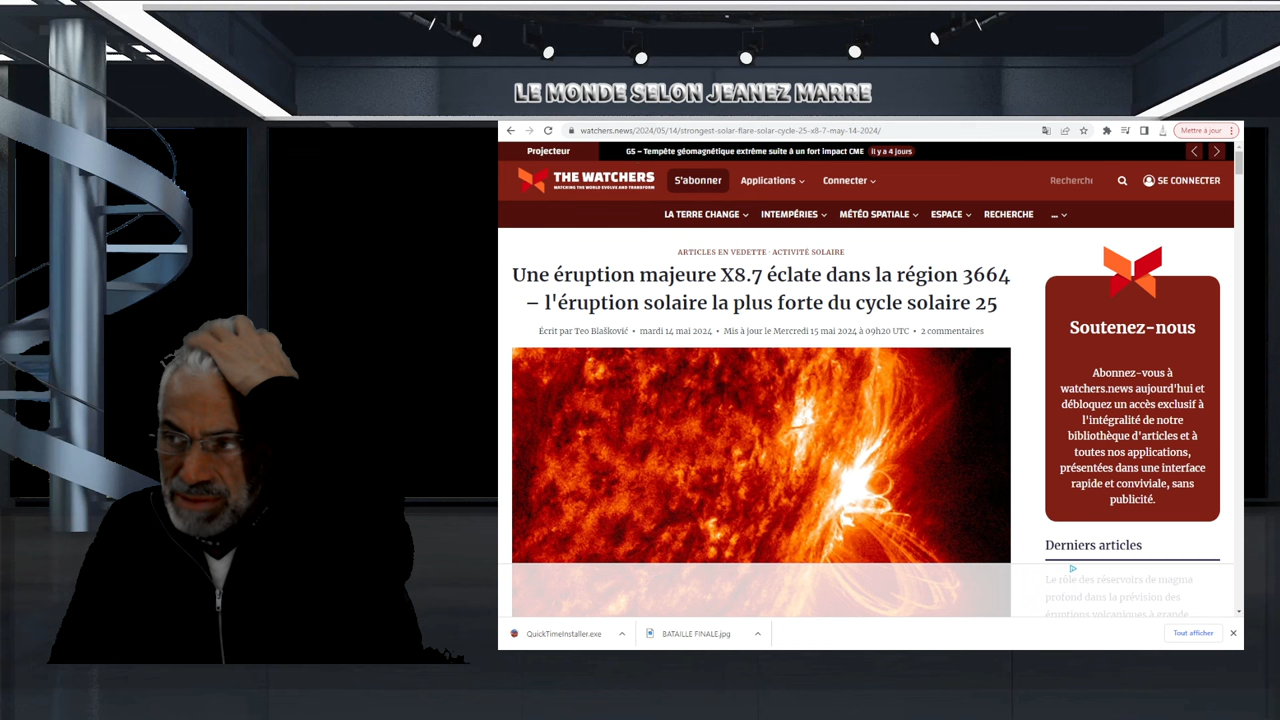 LE MONDE SELON JEANEZ MARRE
watchers.news/2024/05/14/strongest-solar-flare-solar-cycle-25-x8-7-may-14-2024/
Mettre à jour
Projecteur
G5 – Tempête géomagnétique extrême suite à un fort impact CME il y a 4 jours
THE WATCHERS
WATCHING THE WORLD EVOLVE AND TRANSFORM
S'abonner
Applications
Connecter
Recherche
SE CONNECTER
LA TERRE CHANGE
INTEMPÉRIES
MÉTÉO SPATIALE
ESPACE
RECHERCHE
...
ARTICLES EN VEDETTE · ACTIVITÉ SOLAIRE
Une éruption majeure X8.7 éclate dans la région 3664
– l'éruption solaire la plus forte du cycle solaire 25
Écrit par Teo Blašković • mardi 14 mai 2024 • Mis à jour le Mercredi 15 mai 2024 à 09h20 UTC • 2 commentaires
Soutenez-nous
Abonnez-vous à
watchers.news aujourd'hui et
débloquez un accès exclusif à
l'intégralité de notre
bibliothèque d'articles et à
toutes nos applications,
présentées dans une interface
rapide et conviviale, sans
publicité.
Derniers articles
Le rôle des réservoirs de magma
profond dans la prévision des
éruptions volcaniques à grande
QuickTimeInstaller.exe
BATAILLE FINALE.jpg
Tout afficher